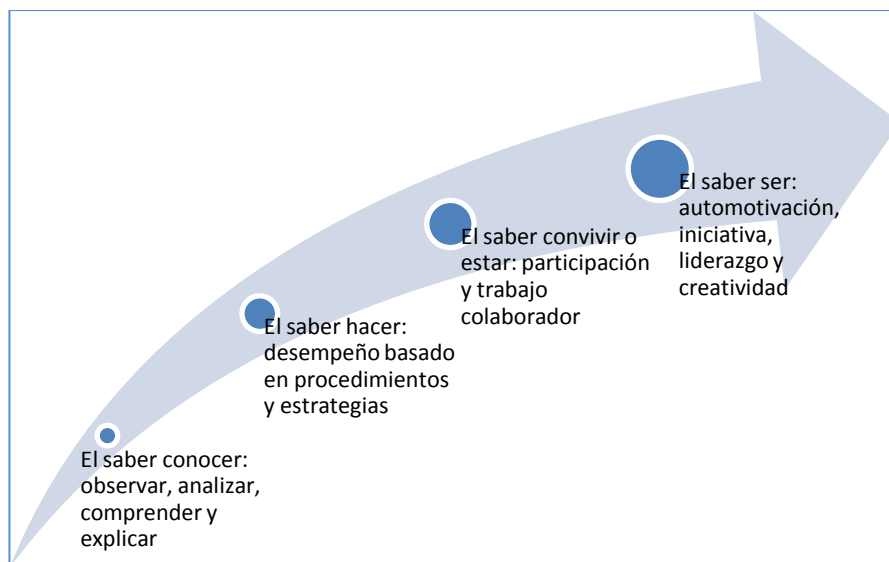 El saber conocer:
observar, analizar,
comprender y
explicar
El saber hacer:
desempeño basado
en procedimientos
y estrategias
El saber convivir o
estar: participación
y trabajo
colaborador
El saber ser:
automotivación,
iniciativa,
liderazgo y
creatividad